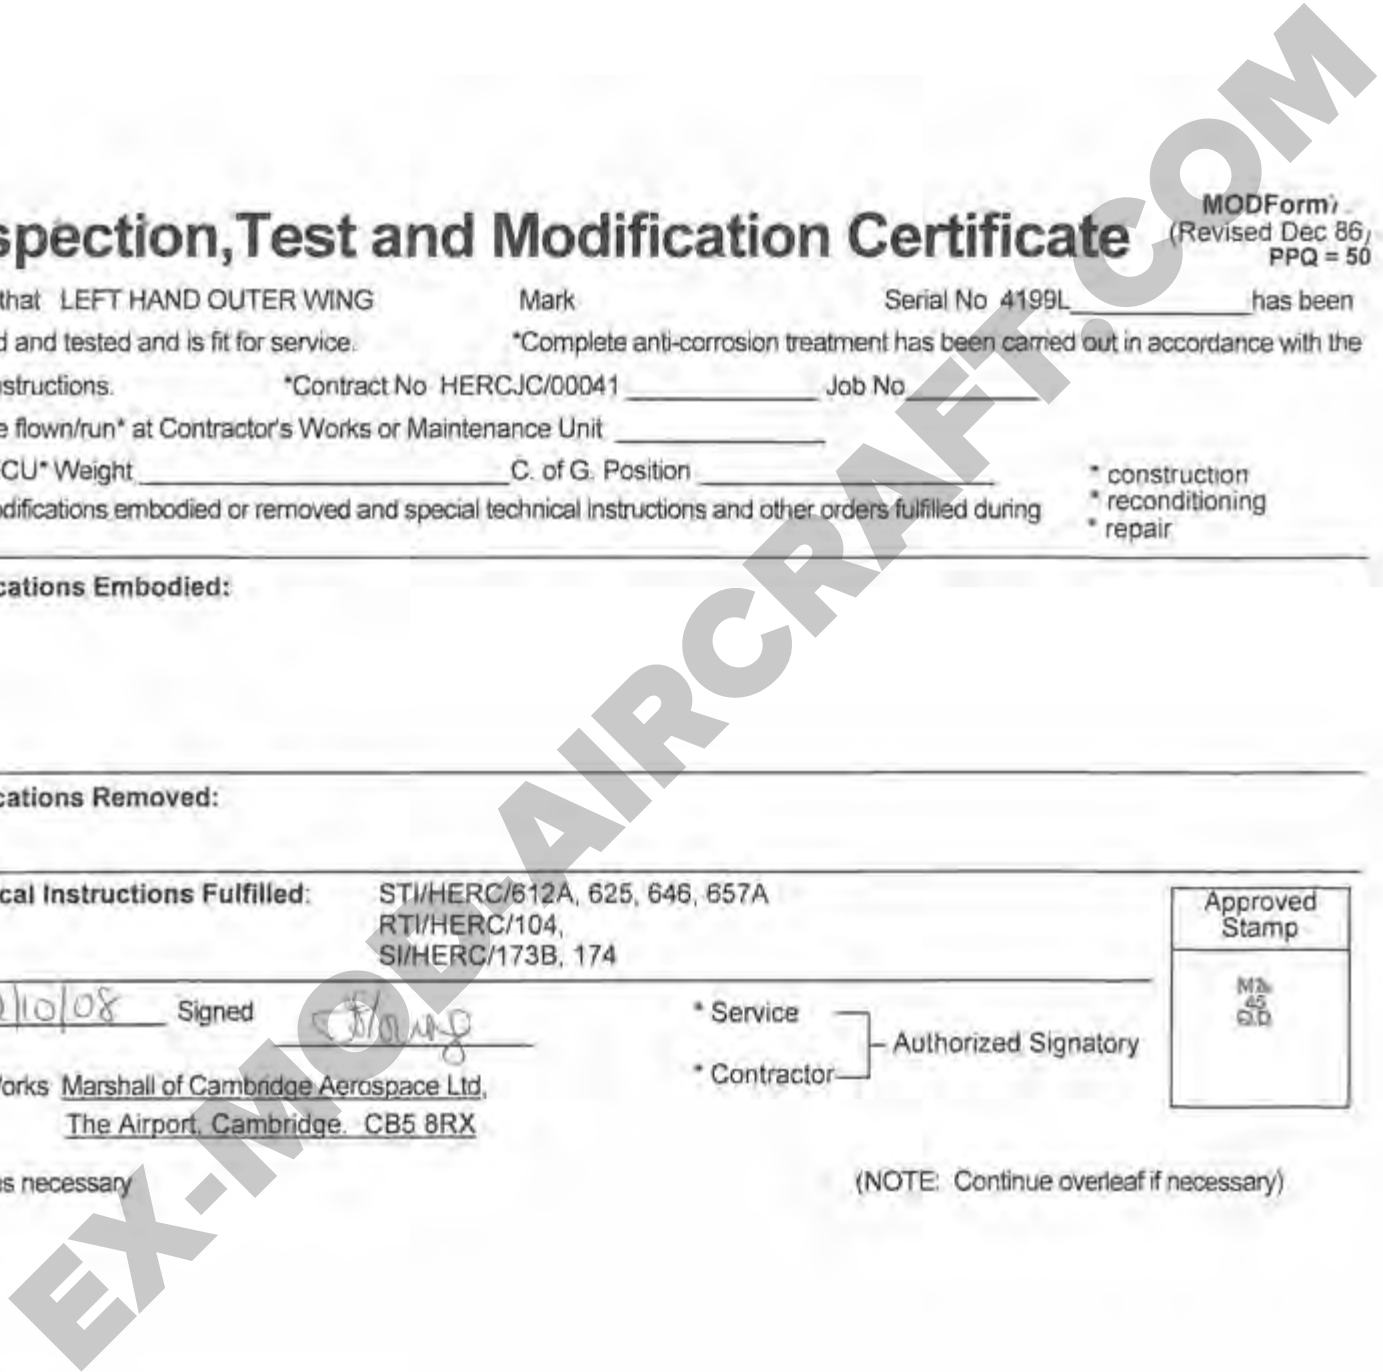 spection,Test and Modification Certificate
MODForm
(Revised Dec 86
PPQ = 50
that LEFT HAND OUTER WING Mark Serial No 4199L has been
d and tested and is fit for service. *Complete anti-corrosion treatment has been carried out in accordance with the
structions. *Contract No HERCJC/00041 Job No
e flown/run* at Contractor's Works or Maintenance Unit
CU* Weight C. of G. Position
* construction
* reconditioning
* repair
odifications embodied or removed and special technical instructions and other orders fulfilled during
cations Embodied:
cations Removed:
cal Instructions Fulfilled: STI/HERC/612A, 625, 646, 657A
RTI/HERC/104,
SI/HERC/173B, 174
Approved
Stamp
45
/10/08 Signed
* Service
* Contractor
Authorized Signatory
orks Marshall of Cambridge Aerospace Ltd,
The Airport, Cambridge. CB5 8RX
es necessary
(NOTE: Continue overleaf if necessary)
EX-MOD-AIRCRAFT.COM